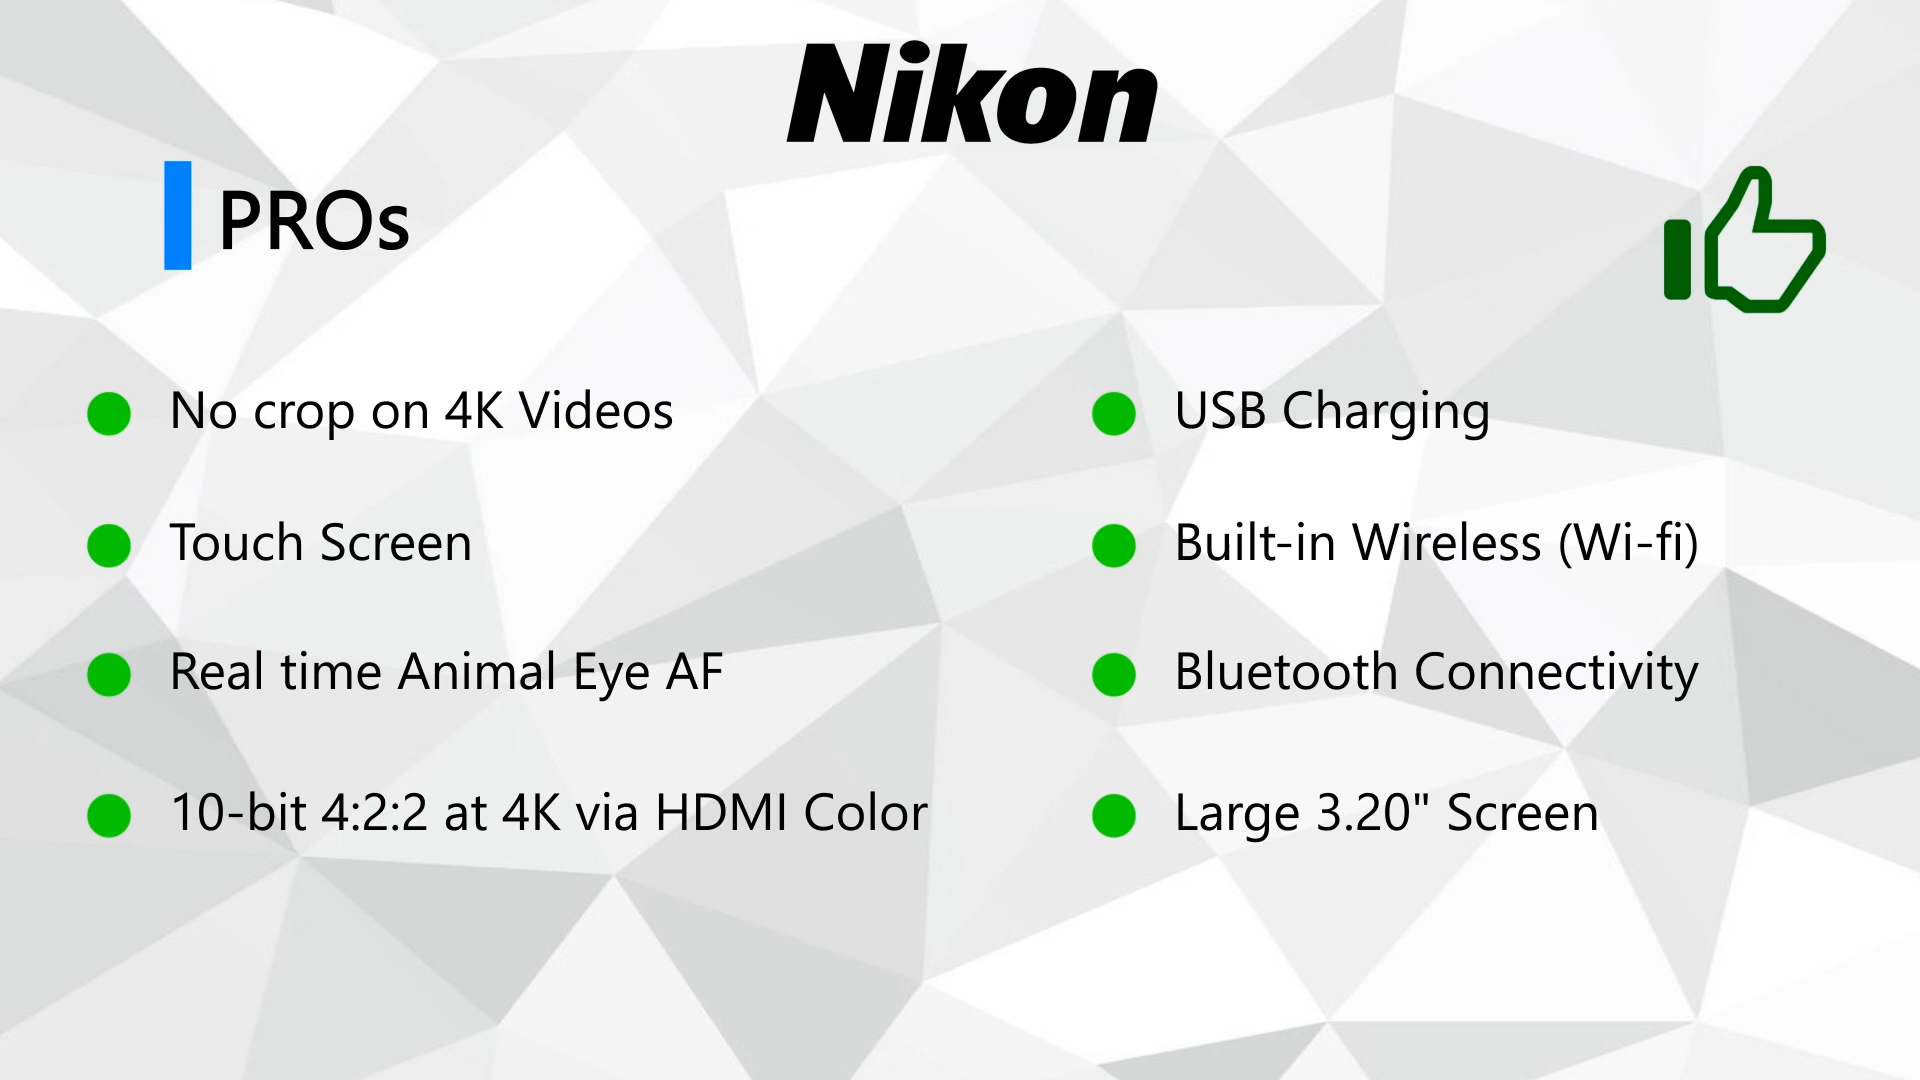 Nikon
PROs
No crop on 4K Videos
Touch Screen
Real time Animal Eye AF
10-bit 4:2:2 at 4K via HDMI Color
USB Charging
Built-in Wireless (Wi-fi)
Bluetooth Connectivity
Large 3.20" Screen